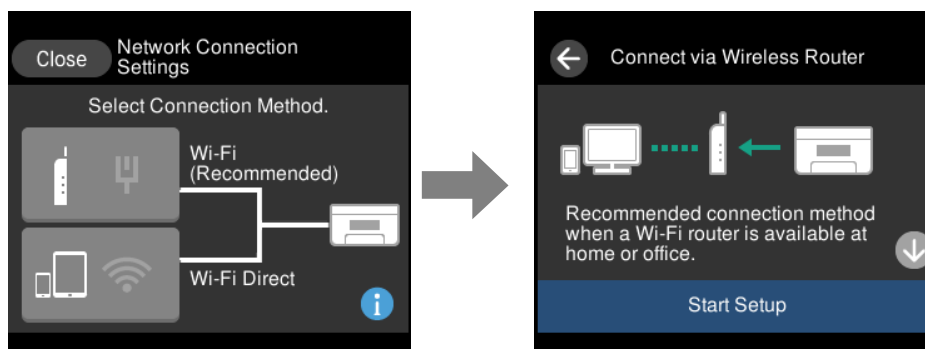 Close
Network Connection
Settings
Select Connection Method.
Wi-Fi
(Recommended)
Wi-Fi Direct
i
Connect via Wireless Router
Recommended connection method
when a Wi-Fi router is available at
home or office.
Start Setup